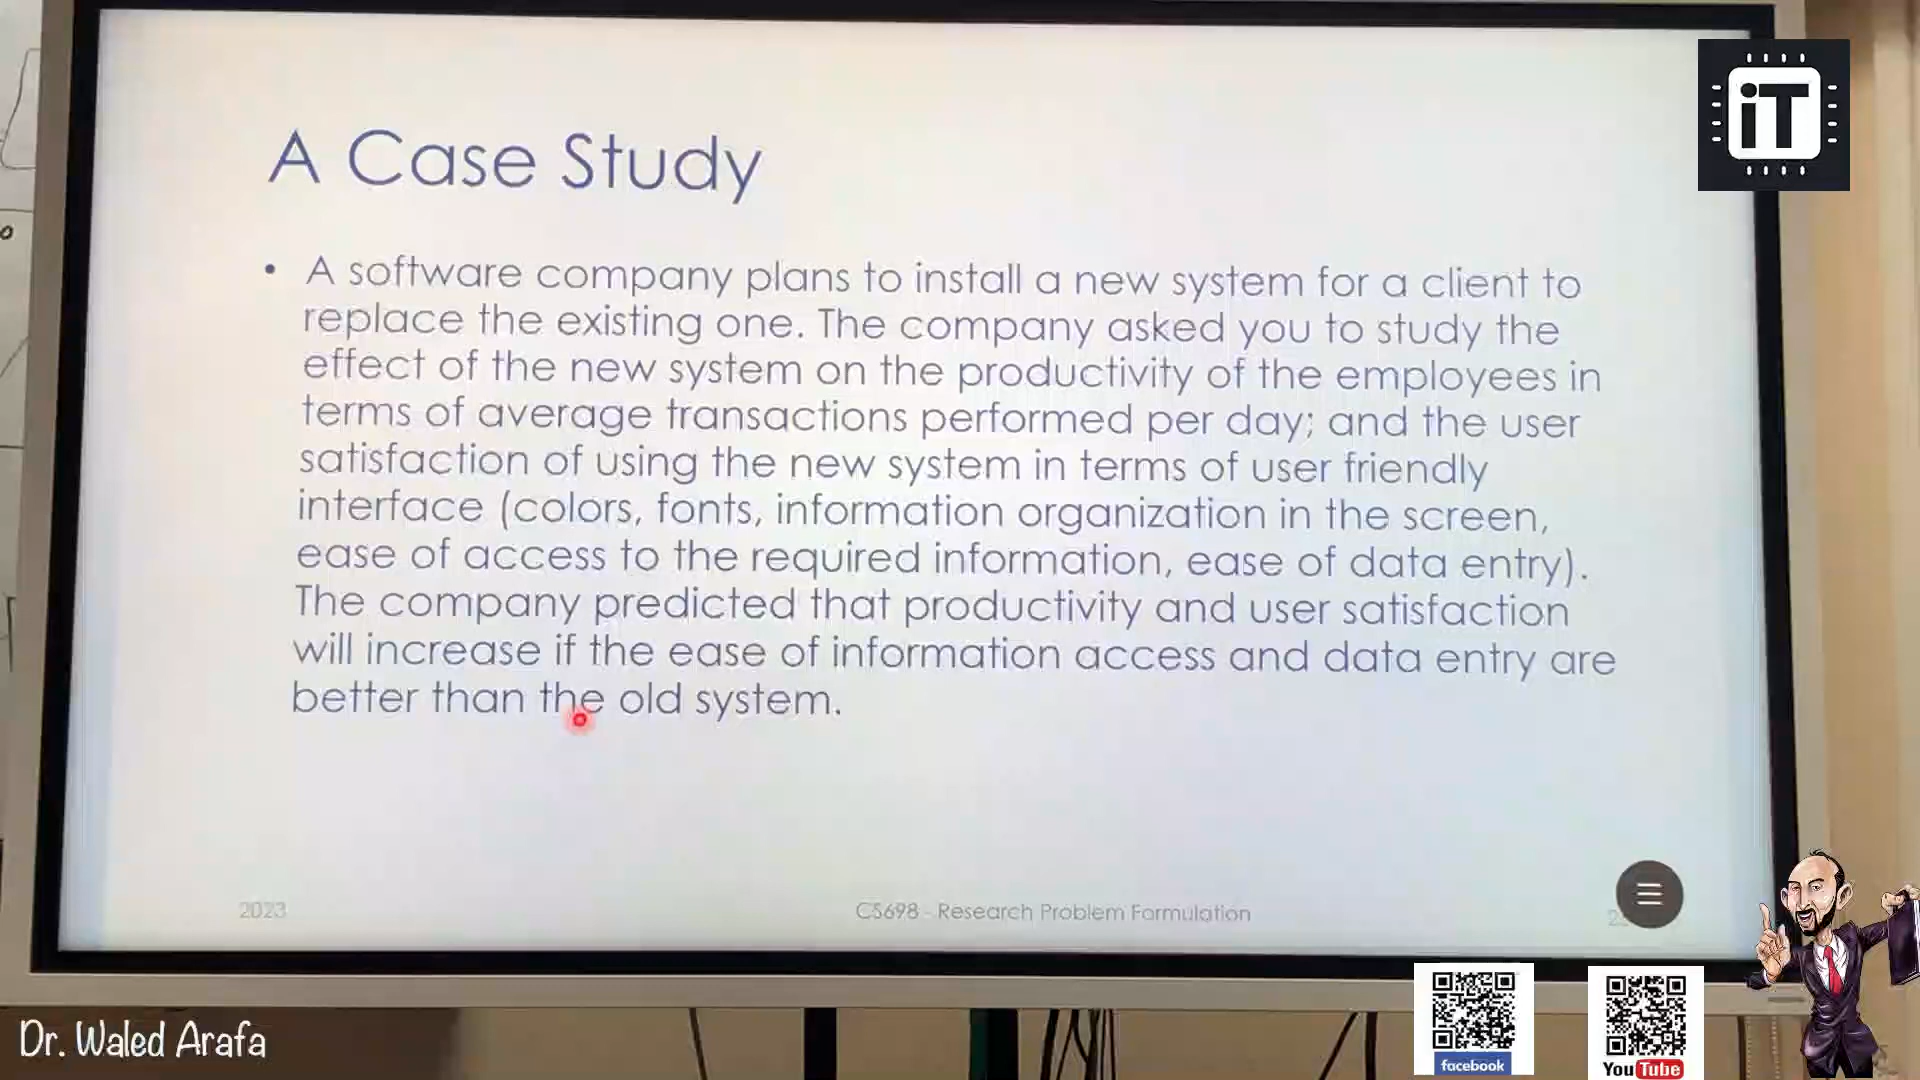 iT
A Case Study
• A software company plans to install a new system for a client to
replace the existing one. The company asked you to study the
effect of the new system on the productivity of the employees in
terms of average transactions performed per day; and the user
satisfaction of using the new system in terms of user friendly
interface (colors, fonts, information organization in the screen,
ease of access to the required information, ease of data entry).
The company predicted that productivity and user satisfaction
will increase if the ease of information access and data entry are
better than the old system.
2023
CS698 - Research Problem Formulation
Dr. Waled Arafa
facebook
YouTube